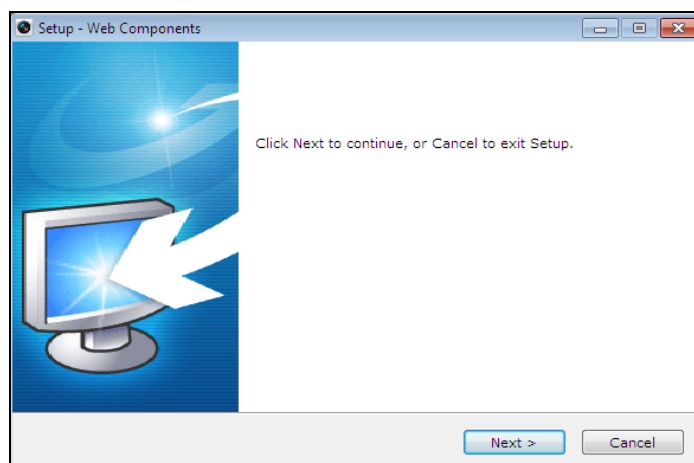 Setup - Web Components
Click Next to continue, or Cancel to exit Setup.
Next >
Cancel